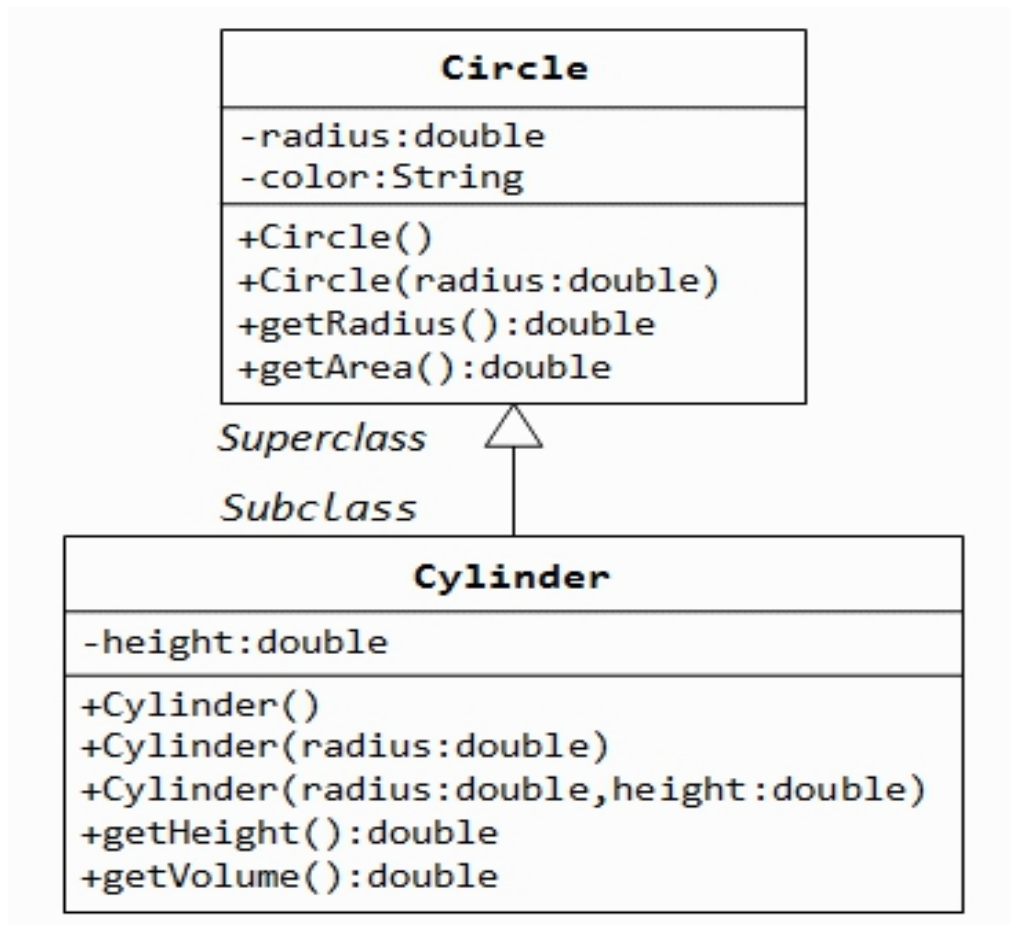 Circle
-radius:double
-color:String
+Circle()
+Circle(radius:double)
+getRadius():double
+getArea():double
Superclass
Subclass
Cylinder
-height:double
+Cylinder()
+Cylinder(radius:double)
+Cylinder(radius:double,height:double)
+getHeight():double
+getVolume():double